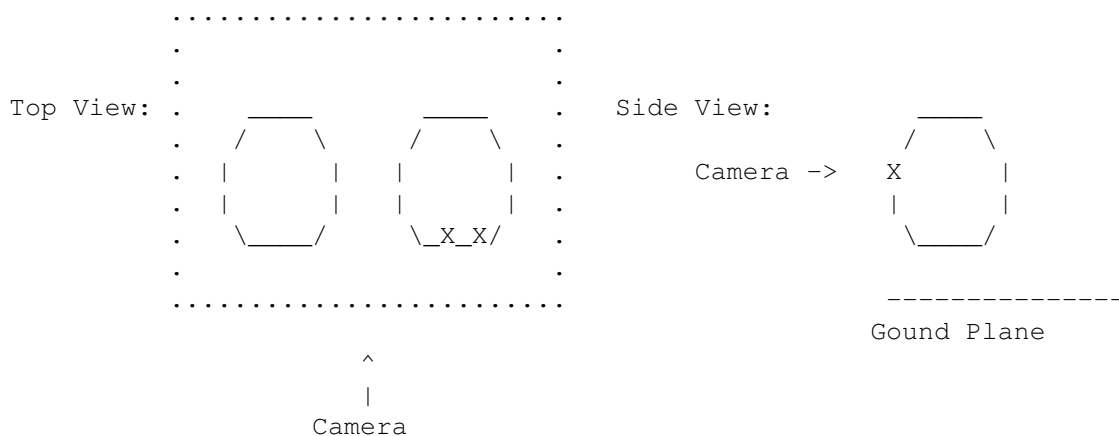 Top View:
Side View:
Camera ->
X
X X
Gound Plane
Camera